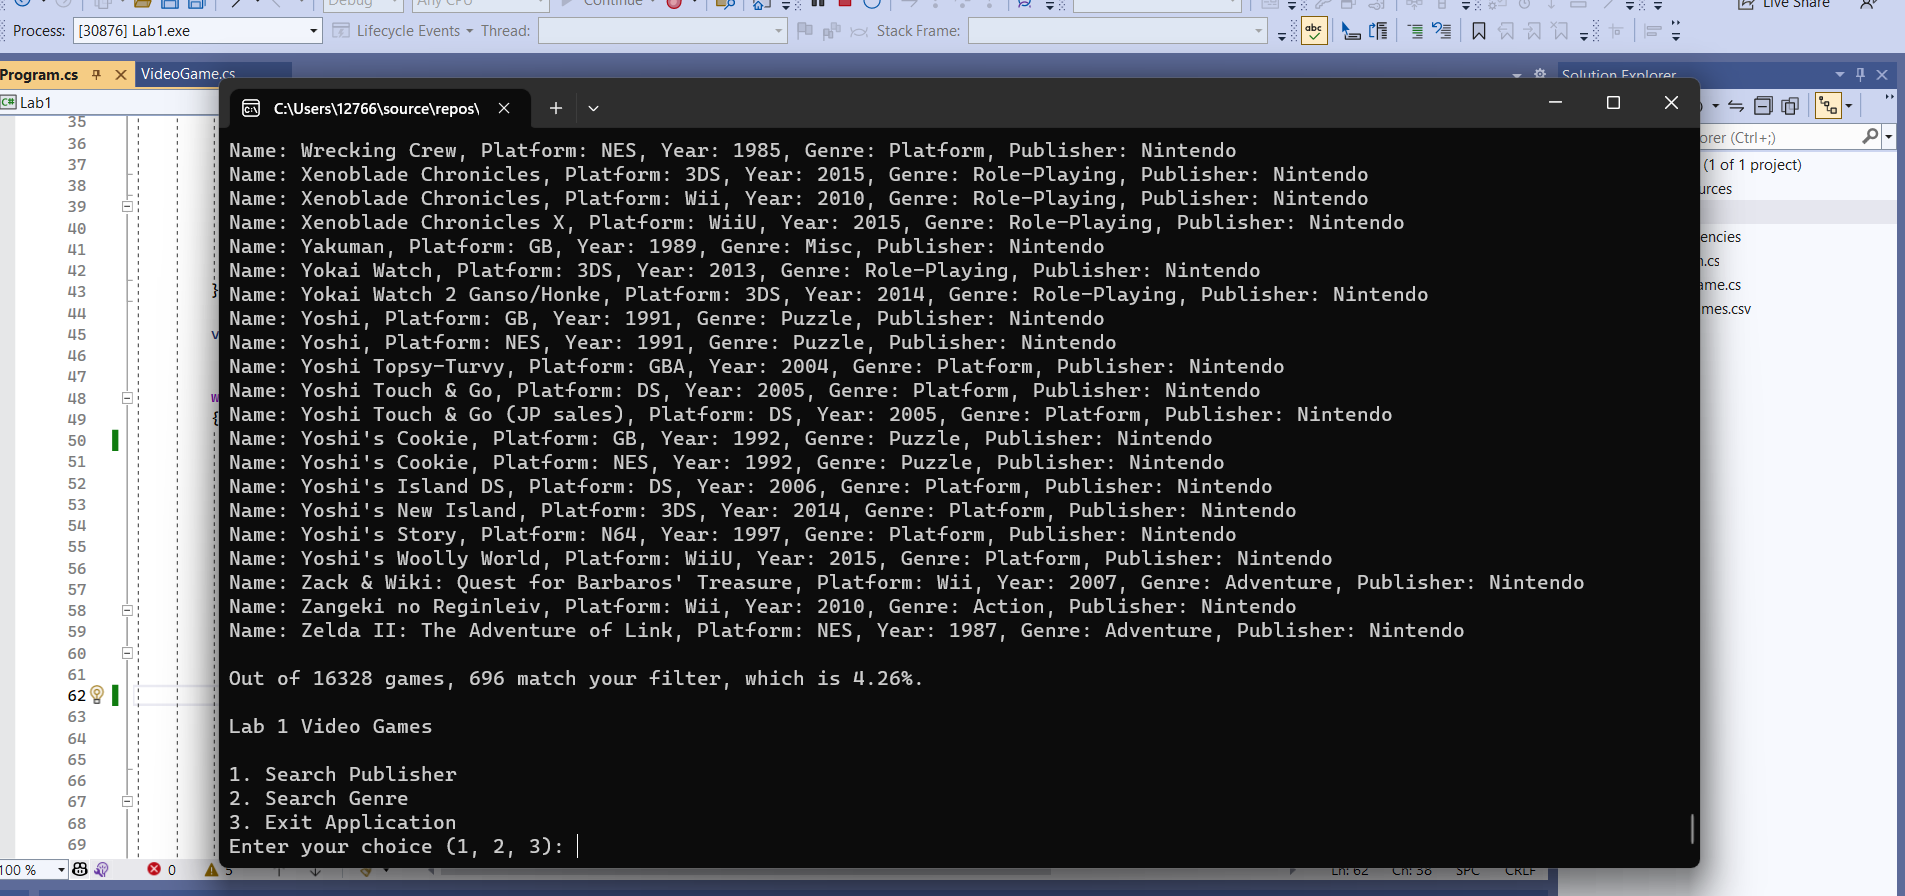 Debug Any CPU Continue Live Share
Process: [30876] Lab1.exe Lifecycle Events Thread: Stack Frame: abc
Program.cs VideoGame.cs Solution Explorer
C# Lab1
C:\Users\12766\source\repos\
orer (Ctrl+;)
(1 of 1 project)
urces
encies
n.cs
ame.cs
mes.csv
35
36
37
38
39
40
41
42
43 }
44
45 v
46
47
48 w
49 {
50
51
52
53
54
55
56
57
58
59
60
61
62
63
64
65
66
67
68
69
Name: Wrecking Crew, Platform: NES, Year: 1985, Genre: Platform, Publisher: Nintendo
Name: Xenoblade Chronicles, Platform: 3DS, Year: 2015, Genre: Role-Playing, Publisher: Nintendo
Name: Xenoblade Chronicles, Platform: Wii, Year: 2010, Genre: Role-Playing, Publisher: Nintendo
Name: Xenoblade Chronicles X, Platform: WiiU, Year: 2015, Genre: Role-Playing, Publisher: Nintendo
Name: Yakuman, Platform: GB, Year: 1989, Genre: Misc, Publisher: Nintendo
Name: Yokai Watch, Platform: 3DS, Year: 2013, Genre: Role-Playing, Publisher: Nintendo
Name: Yokai Watch 2 Ganso/Honke, Platform: 3DS, Year: 2014, Genre: Role-Playing, Publisher: Nintendo
Name: Yoshi, Platform: GB, Year: 1991, Genre: Puzzle, Publisher: Nintendo
Name: Yoshi, Platform: NES, Year: 1991, Genre: Puzzle, Publisher: Nintendo
Name: Yoshi Topsy-Turvy, Platform: GBA, Year: 2004, Genre: Platform, Publisher: Nintendo
Name: Yoshi Touch & Go, Platform: DS, Year: 2005, Genre: Platform, Publisher: Nintendo
Name: Yoshi Touch & Go (JP sales), Platform: DS, Year: 2005, Genre: Platform, Publisher: Nintendo
Name: Yoshi's Cookie, Platform: GB, Year: 1992, Genre: Puzzle, Publisher: Nintendo
Name: Yoshi's Cookie, Platform: NES, Year: 1992, Genre: Puzzle, Publisher: Nintendo
Name: Yoshi's Island DS, Platform: DS, Year: 2006, Genre: Platform, Publisher: Nintendo
Name: Yoshi's New Island, Platform: 3DS, Year: 2014, Genre: Platform, Publisher: Nintendo
Name: Yoshi's Story, Platform: N64, Year: 1997, Genre: Platform, Publisher: Nintendo
Name: Yoshi's Woolly World, Platform: WiiU, Year: 2015, Genre: Platform, Publisher: Nintendo
Name: Zack & Wiki: Quest for Barbaros' Treasure, Platform: Wii, Year: 2007, Genre: Adventure, Publisher: Nintendo
Name: Zangeki no Reginleiv, Platform: Wii, Year: 2010, Genre: Action, Publisher: Nintendo
Name: Zelda II: The Adventure of Link, Platform: NES, Year: 1987, Genre: Adventure, Publisher: Nintendo
Out of 16328 games, 696 match your filter, which is 4.26%.
Lab 1 Video Games
1. Search Publisher
2. Search Genre
3. Exit Application
Enter your choice (1, 2, 3):
100 % 0 5 Ln: 62 Ch: 38 SPC CRLF